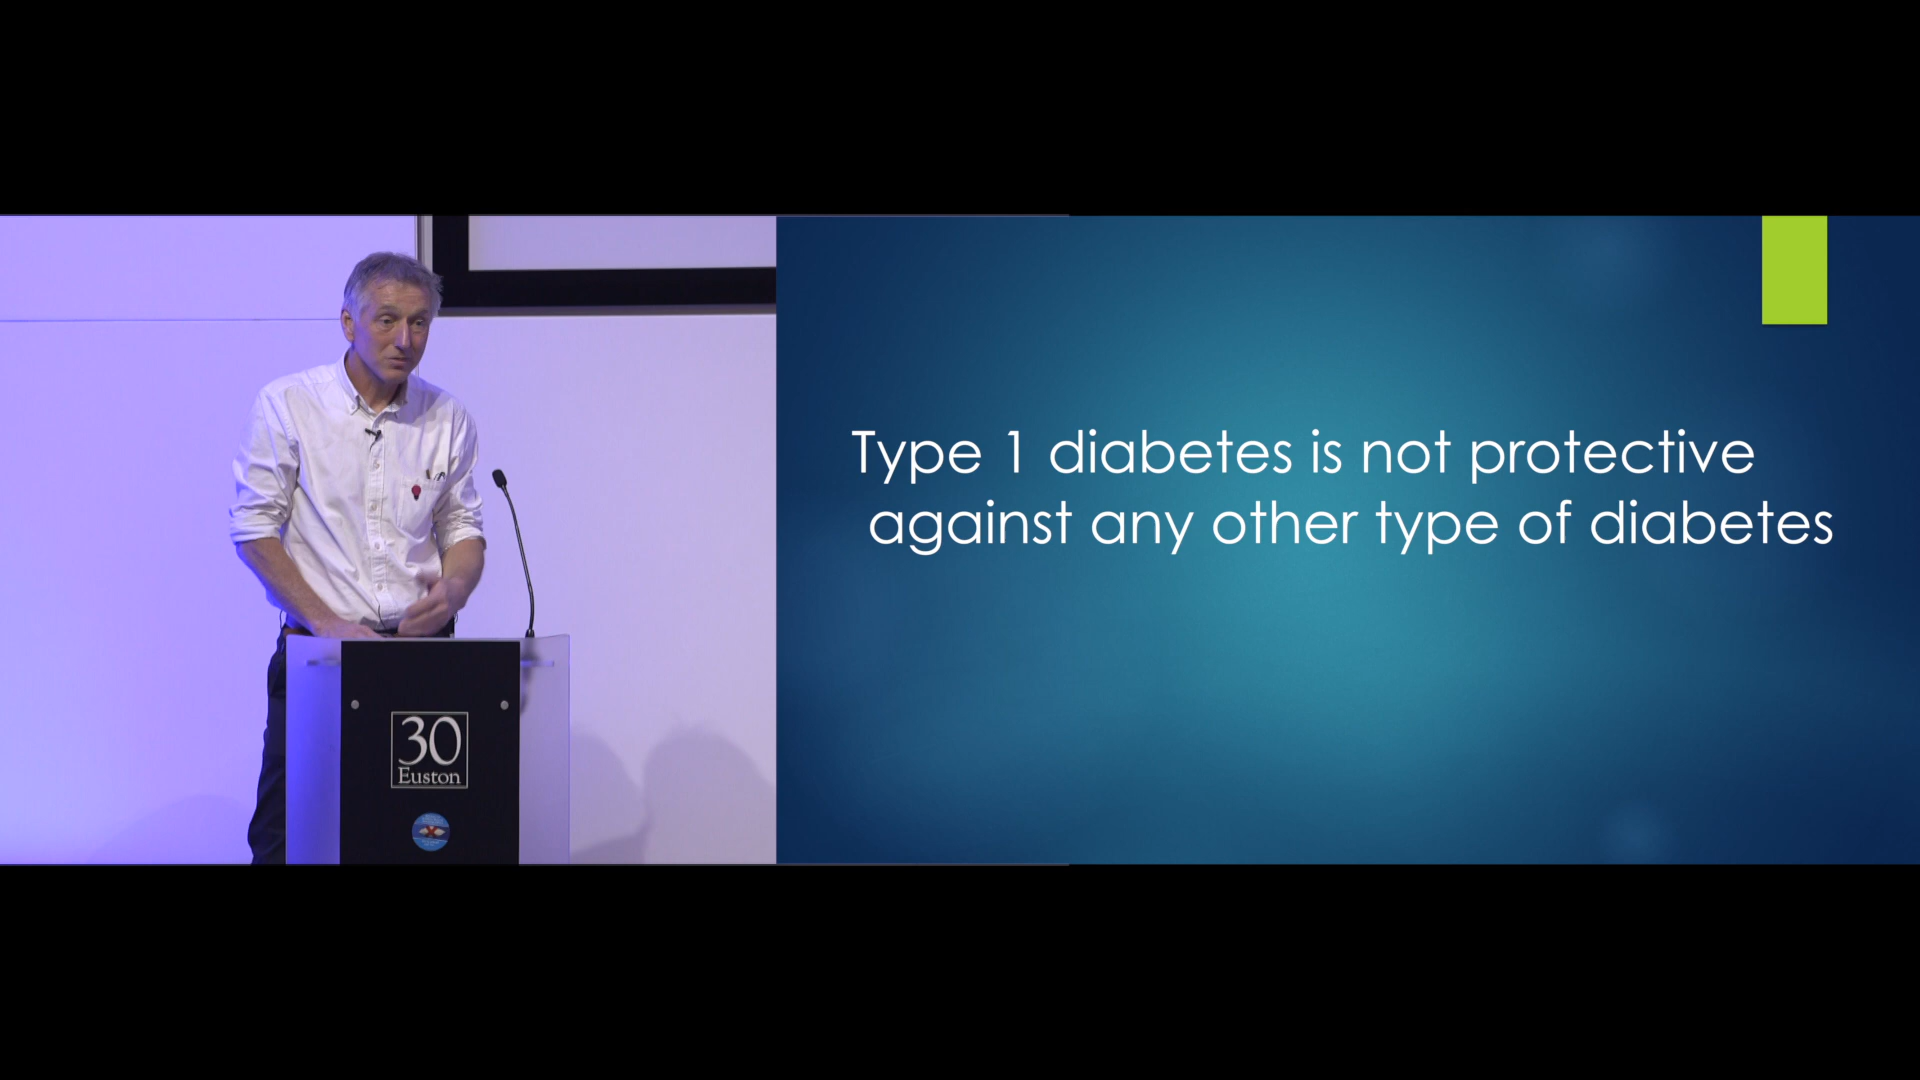 Type 1 diabetes is not protective
against any other type of diabetes
30
Euston